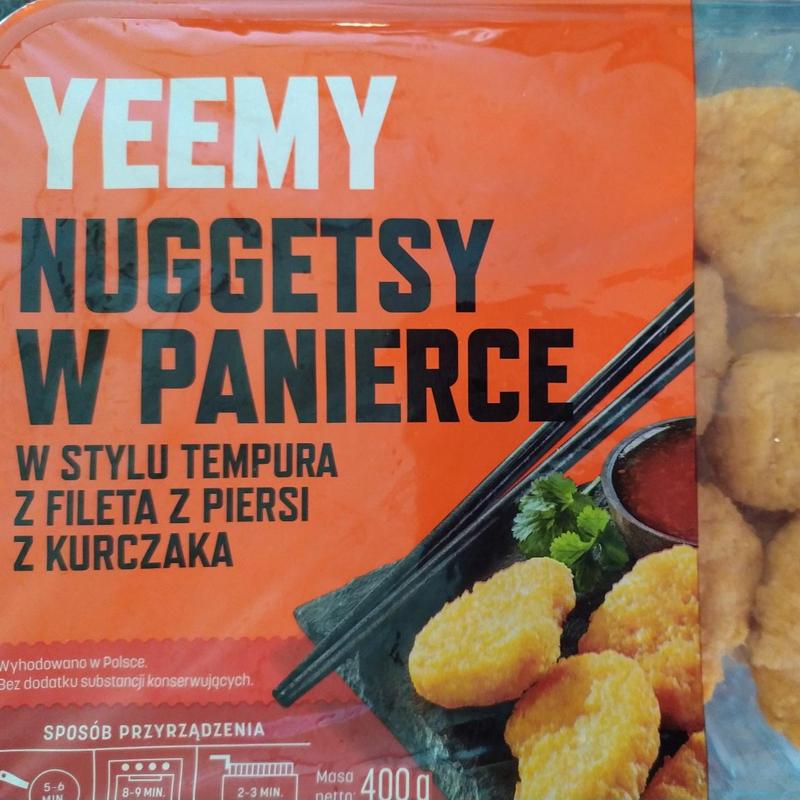 YEEMY
NUGGETSY
W PANIERCE
W STYLU TEMPURA
Z FILETA Z PIERSI
Z KURCZAKA
Wyhodowano w Polsce.
Bez dodatku substancji konserwujących.
SPOSÓB PRZYRZĄDZENIA
5-6
MIN.
8-9 MIN.
2-3 MIN.
Masa
netto: 400 g